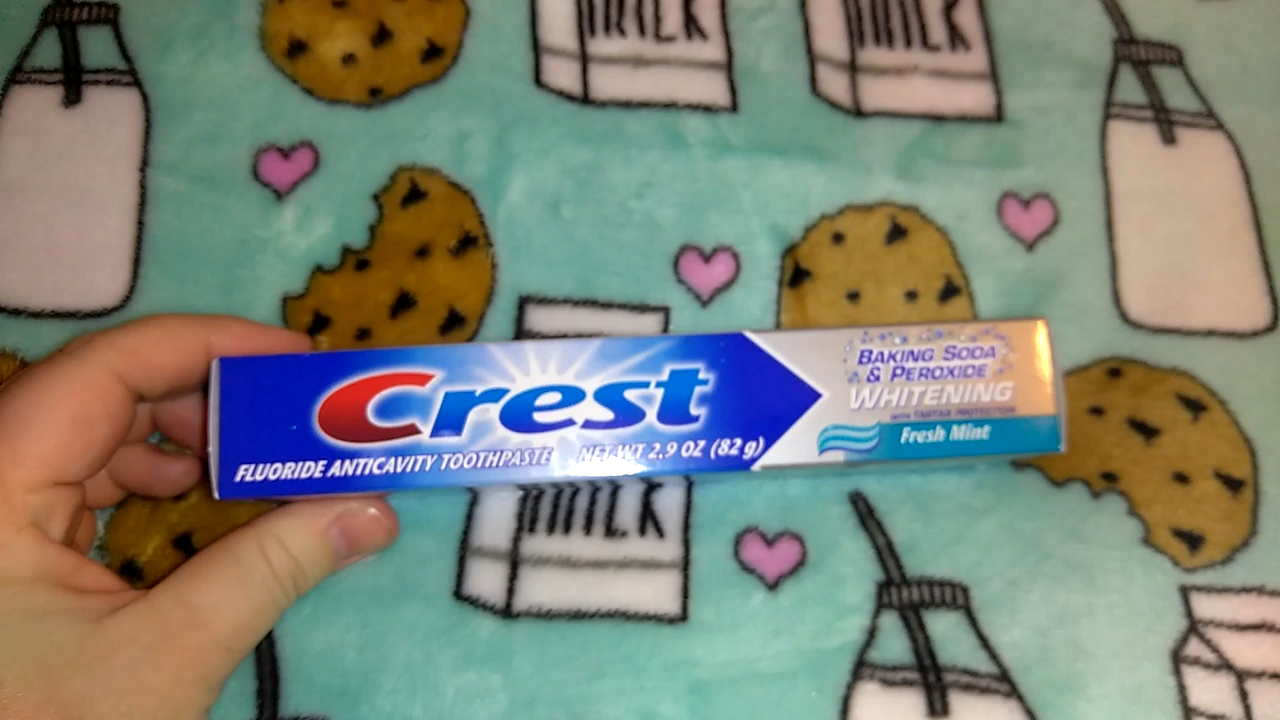 MILK
MILK
Crest
FLUORIDE ANTICAVITY TOOTHPASTE NET WT 2.9 OZ (82 g)
BAKING SODA
& PEROXIDE
WHITENING
WITH TARTAR PROTECTION
Fresh Mint
MILK